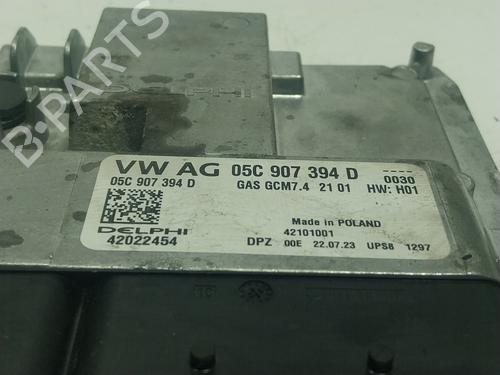 B-PARTS
DELPHI
VW AG 05C 907 394 D ----
05C 907 394 D GAS GCM7.4 21 01 0030
HW: H01
Made in POLAND
DELPHI 42101001
42022454 DPZ 00E 22.07.23 UPS8 1297